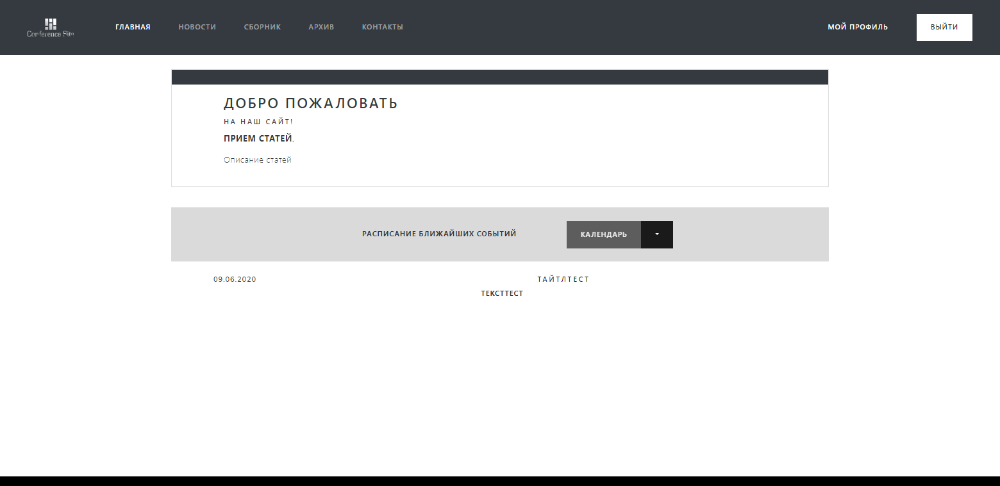 Conference Site
ГЛАВНАЯ НОВОСТИ СБОРНИК АРХИВ КОНТАКТЫ МОЙ ПРОФИЛЬ ВЫЙТИ
ДОБРО ПОЖАЛОВАТЬ
НА НАШ САЙТ!
ПРИЕМ СТАТЕЙ.
Описание статей
РАСПИСАНИЕ БЛИЖАЙШИХ СОБЫТИЙ КАЛЕНДАРЬ
09.06.2020 ТАЙТЛТЕСТ
ТЕКСТТЕСТ